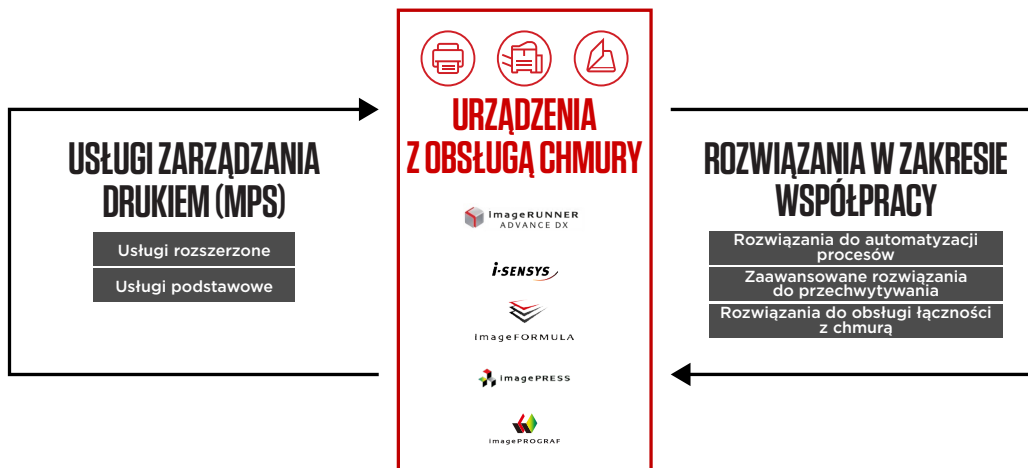 USŁUGI ZARZĄDZANIA
DRUKIEM (MPS)
Usługi rozszerzone
Usługi podstawowe
URZĄDZENIA
Z OBSŁUGĄ CHMURY
imageRUNNER
ADVANCE DX
i-SENSYS
imageFORMULA
imagePRESS
imagePROGRAF
ROZWIĄZANIA W ZAKRESIE
WSPÓŁPRACY
Rozwiązania do automatyzacji
procesów
Zaawansowane rozwiązania
do przechwytywania
Rozwiązania do obsługi łączności
z chmurą